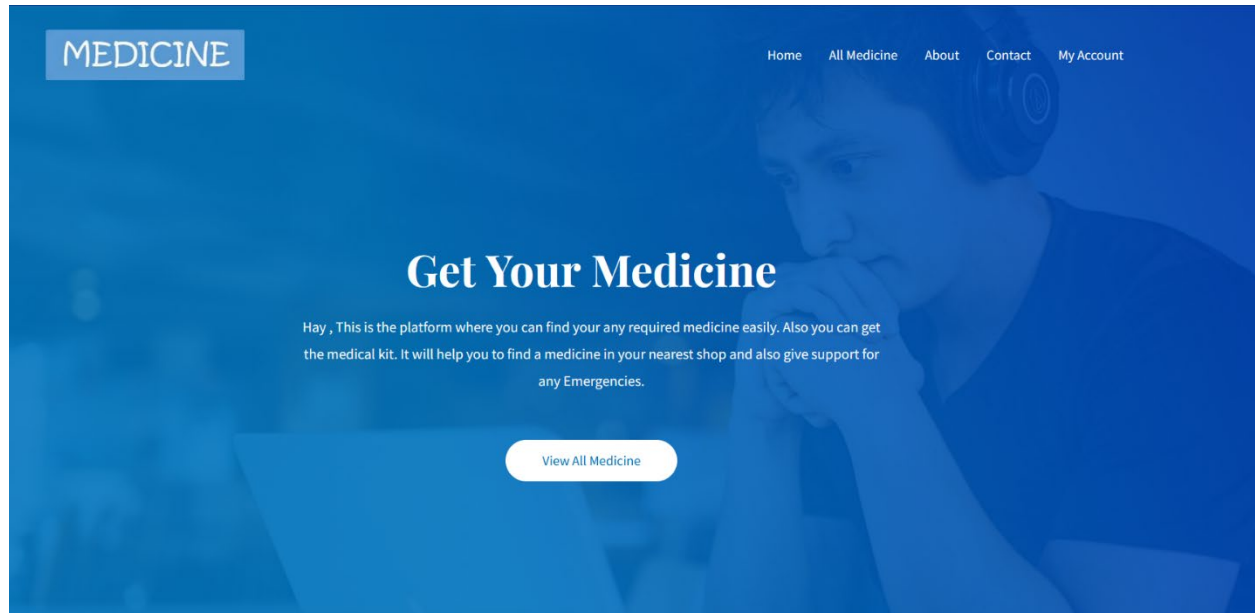 MEDICINE
Home All Medicine About Contact My Account
Get Your Medicine
Hay , This is the platform where you can find your any required medicine easily. Also you can get
the medical kit. It will help you to find a medicine in your nearest shop and also give support for
any Emergencies.
View All Medicine